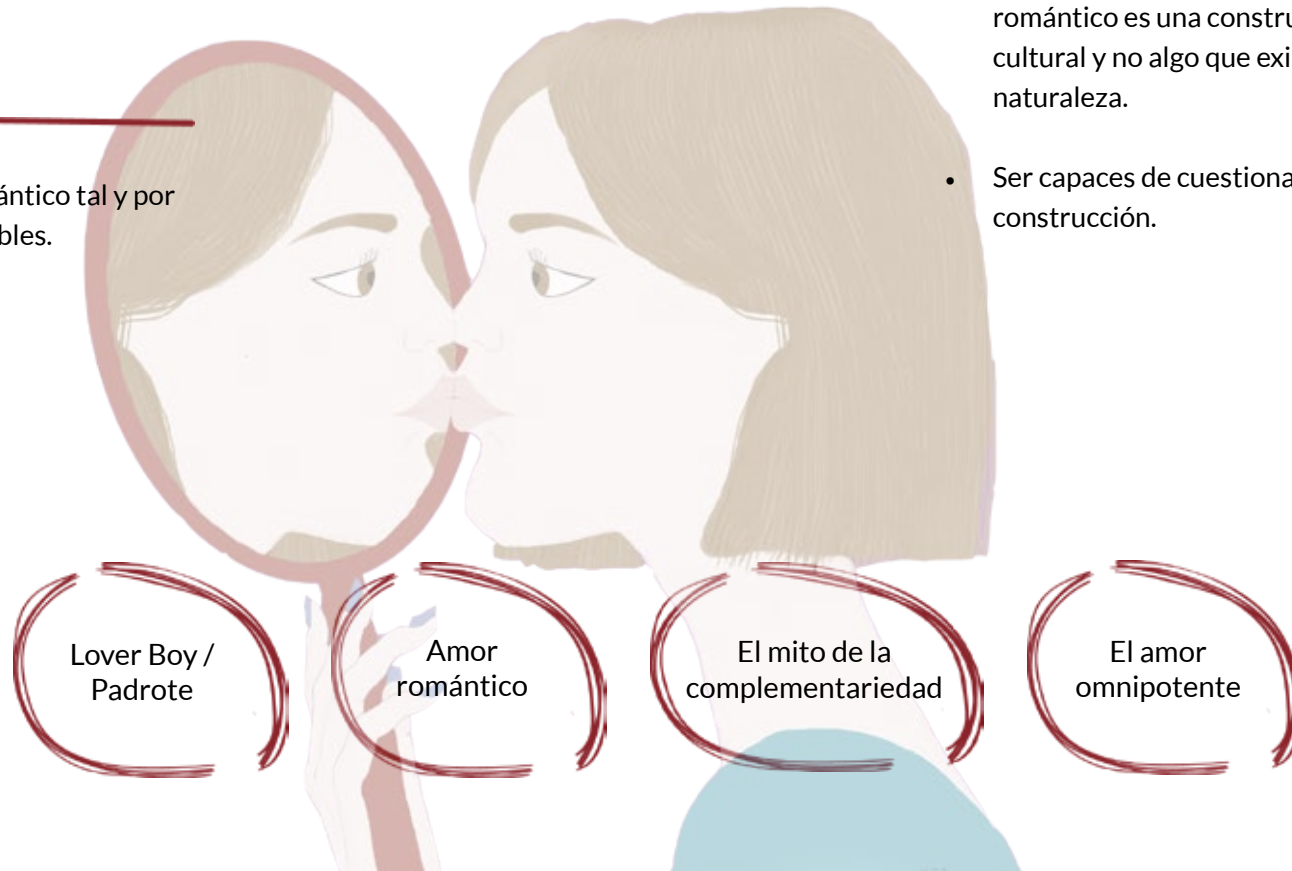 ántico tal y por
bles.
romántico es una constru
cultural y no algo que exi
naturaleza.
• Ser capaces de cuestiona
construcción.
Lover Boy /
Padrote
Amor
romántico
El mito de la
complementariedad
El amor
omnipotente